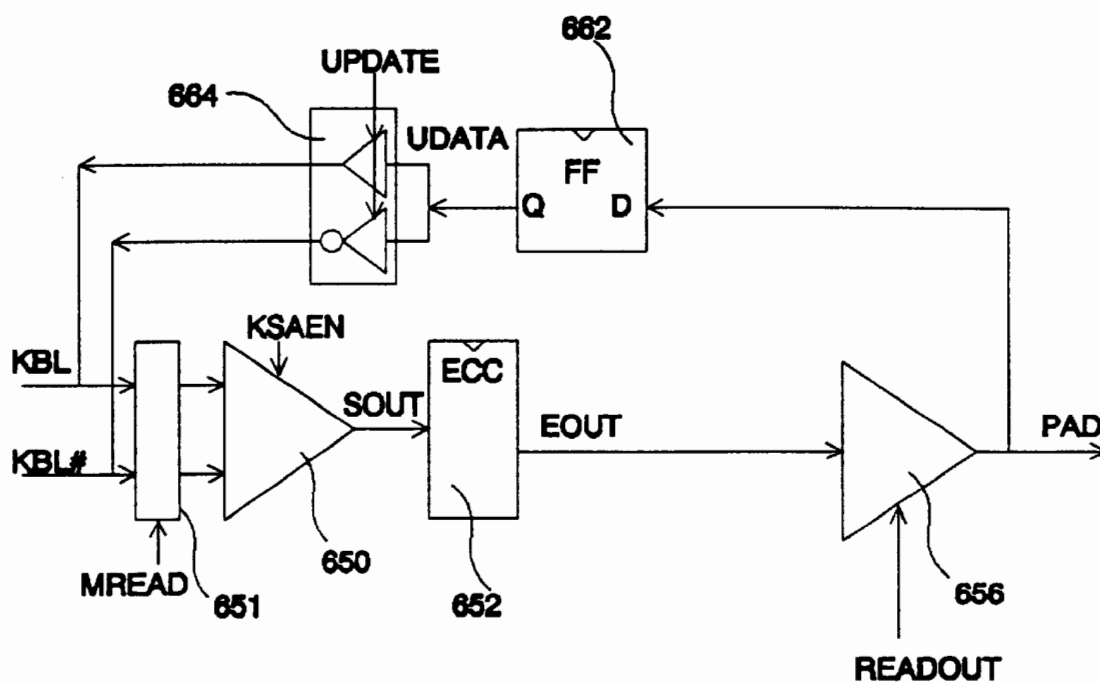 662
UPDATE
664
UDATA
FF
Q D
KSAEN
KBL
ECC
SOUT
EOUT
PAD
KBL#
650
MREAD
651
652
656
READOUT